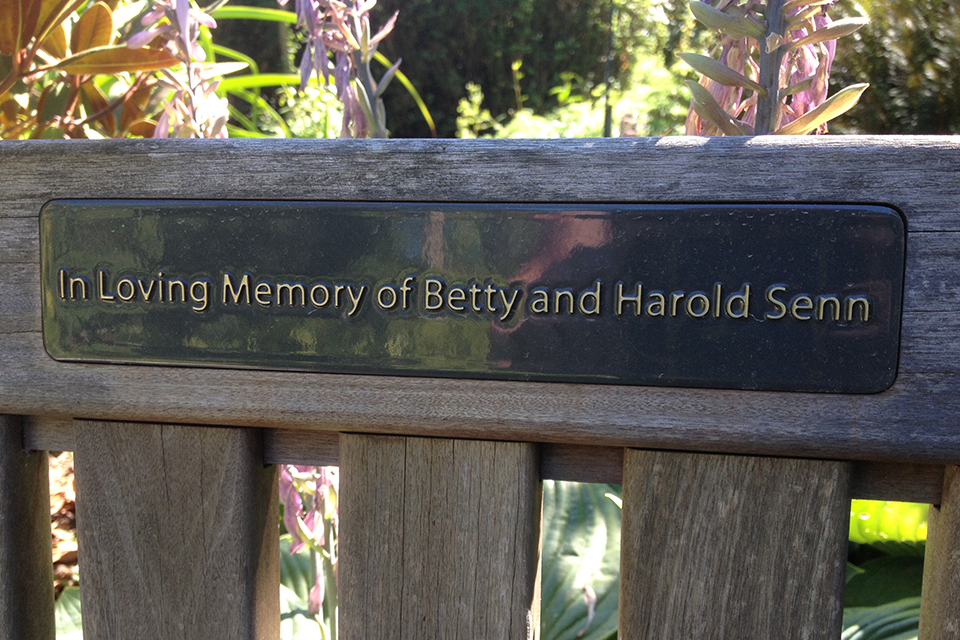 In Loving Memory of Betty and Harold Senn